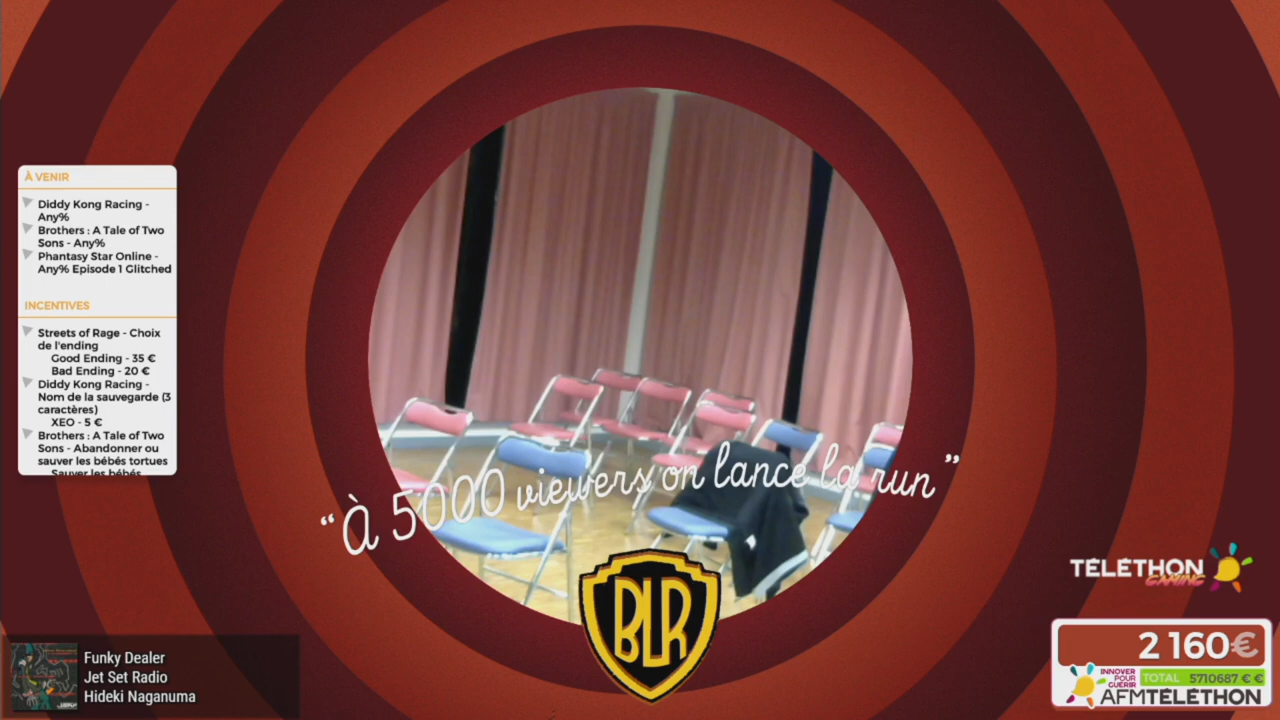 À VENIR
Diddy Kong Racing -
Any%
Brothers : A Tale of Two
Sons - Any%
Phantasy Star Online -
Any% Episode 1 Glitched
INCENTIVES
Streets of Rage - Choix
de l'ending
Good Ending - 35 €
Bad Ending - 20 €
Diddy Kong Racing -
Nom de la sauvegarde (3
caractères)
XEO - 5 €
Brothers : A Tale of Two
Sons - Abandonner ou
sauver les bébés tortues
Sauver les bébés
“À 5000 viewers on lance la run”
BLR
Funky Dealer
Jet Set Radio
Hideki Naganuma
TÉLÉTHON
GAMING
2 160€
INNOVER
POUR
GUÉRIR
TOTAL 5710687 € €
AFMTÉLÉTHON